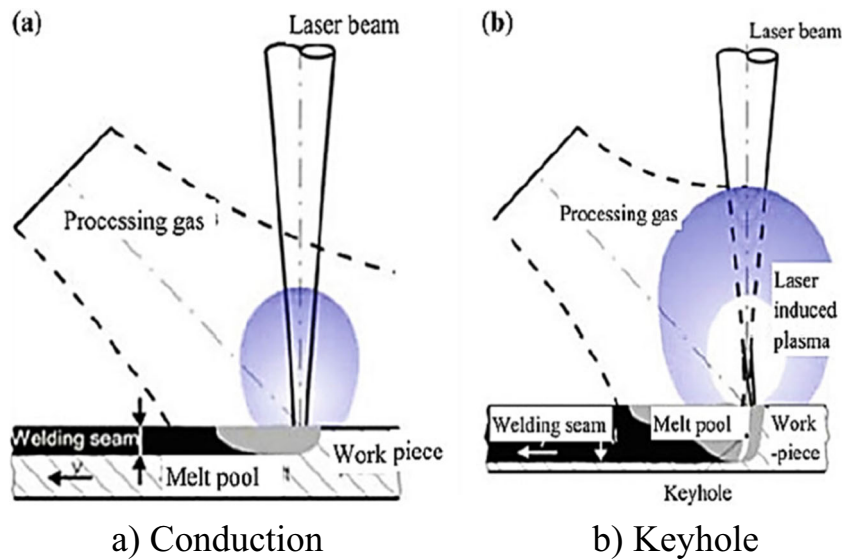 (a)
Laser beam
Processing gas
Welding seam
v
Melt pool
Work piece
(b)
Laser beam
Processing gas
Laser
induced
plasma
Welding seam
Melt pool
Work
-piece
Keyhole
a) Conduction
b) Keyhole